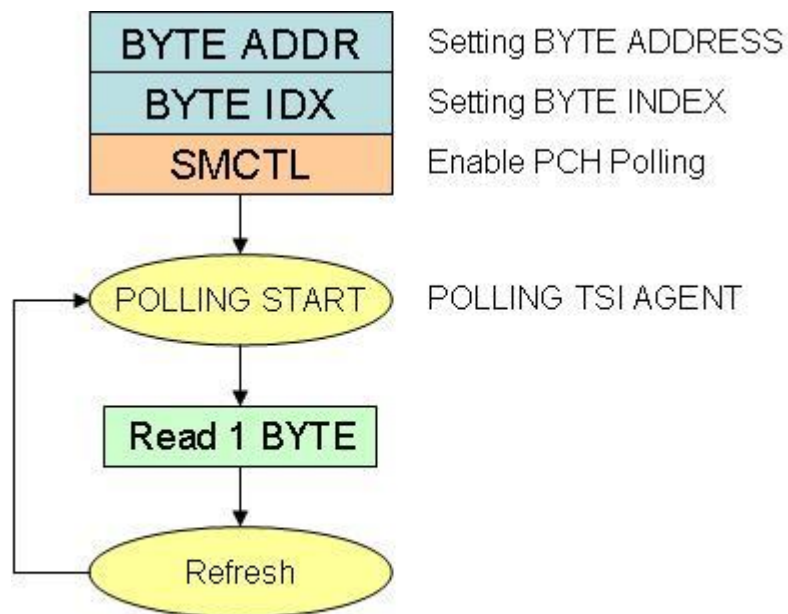 BYTE ADDR Setting BYTE ADDRESS
BYTE IDX Setting BYTE INDEX
SMCTL Enable PCH Polling
POLLING START POLLING TSI AGENT
Read 1 BYTE
Refresh